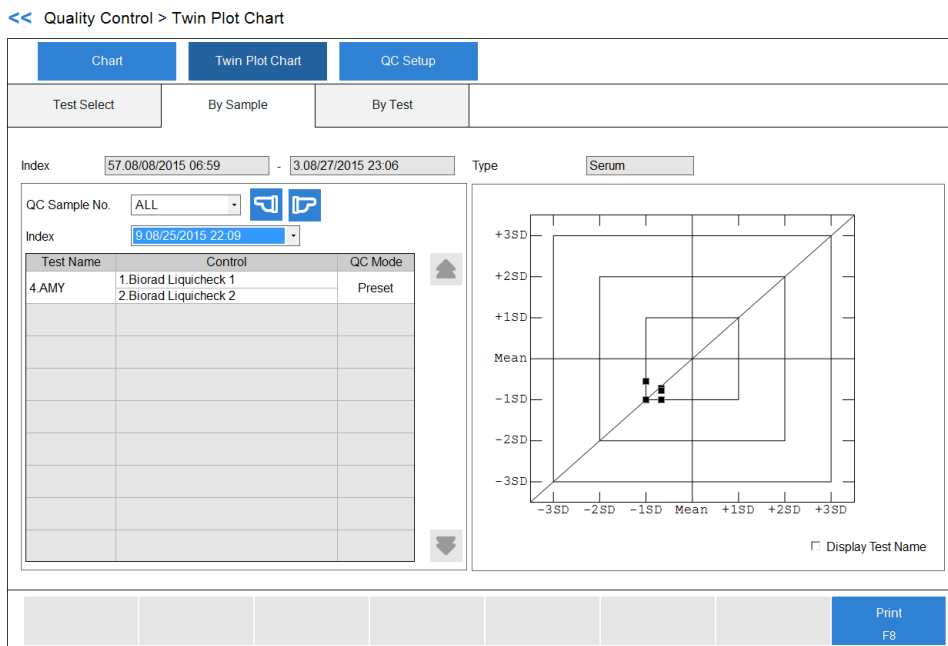 << Quality Control > Twin Plot Chart
Chart Twin Plot Chart QC Setup
Test Select By Sample By Test
Index 57.08/08/2015 06:59 - 3.08/27/2015 23:06 Type Serum
QC Sample No. ALL
Index 9.08/25/2015 22:09
Test Name Control QC Mode
4.AMY 1.Biorad Liquicheck 1 Preset
2.Biorad Liquicheck 2
+3SD
+2SD
+1SD
Mean
-1SD
-2SD
-3SD
-3SD -2SD -1SD Mean +1SD +2SD +3SD
Display Test Name
Print
F8